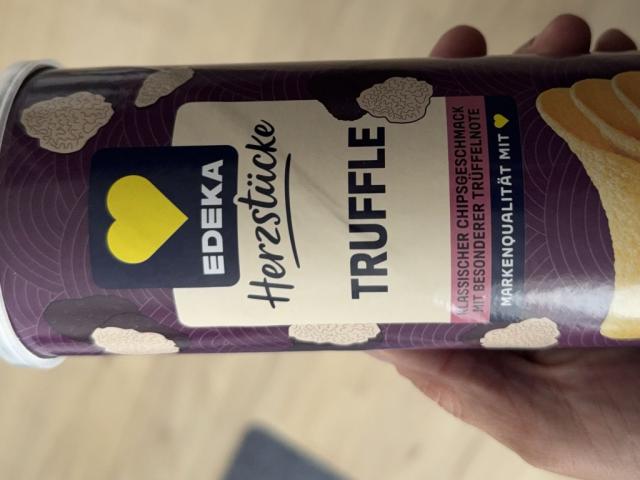 EDEKA
Herzstücke
TRUFFLE
KLASSISCHER CHIPSGESCHMACK
MIT BESONDERER TRÜFFELNOTE
MARKENQUALITÄT MIT